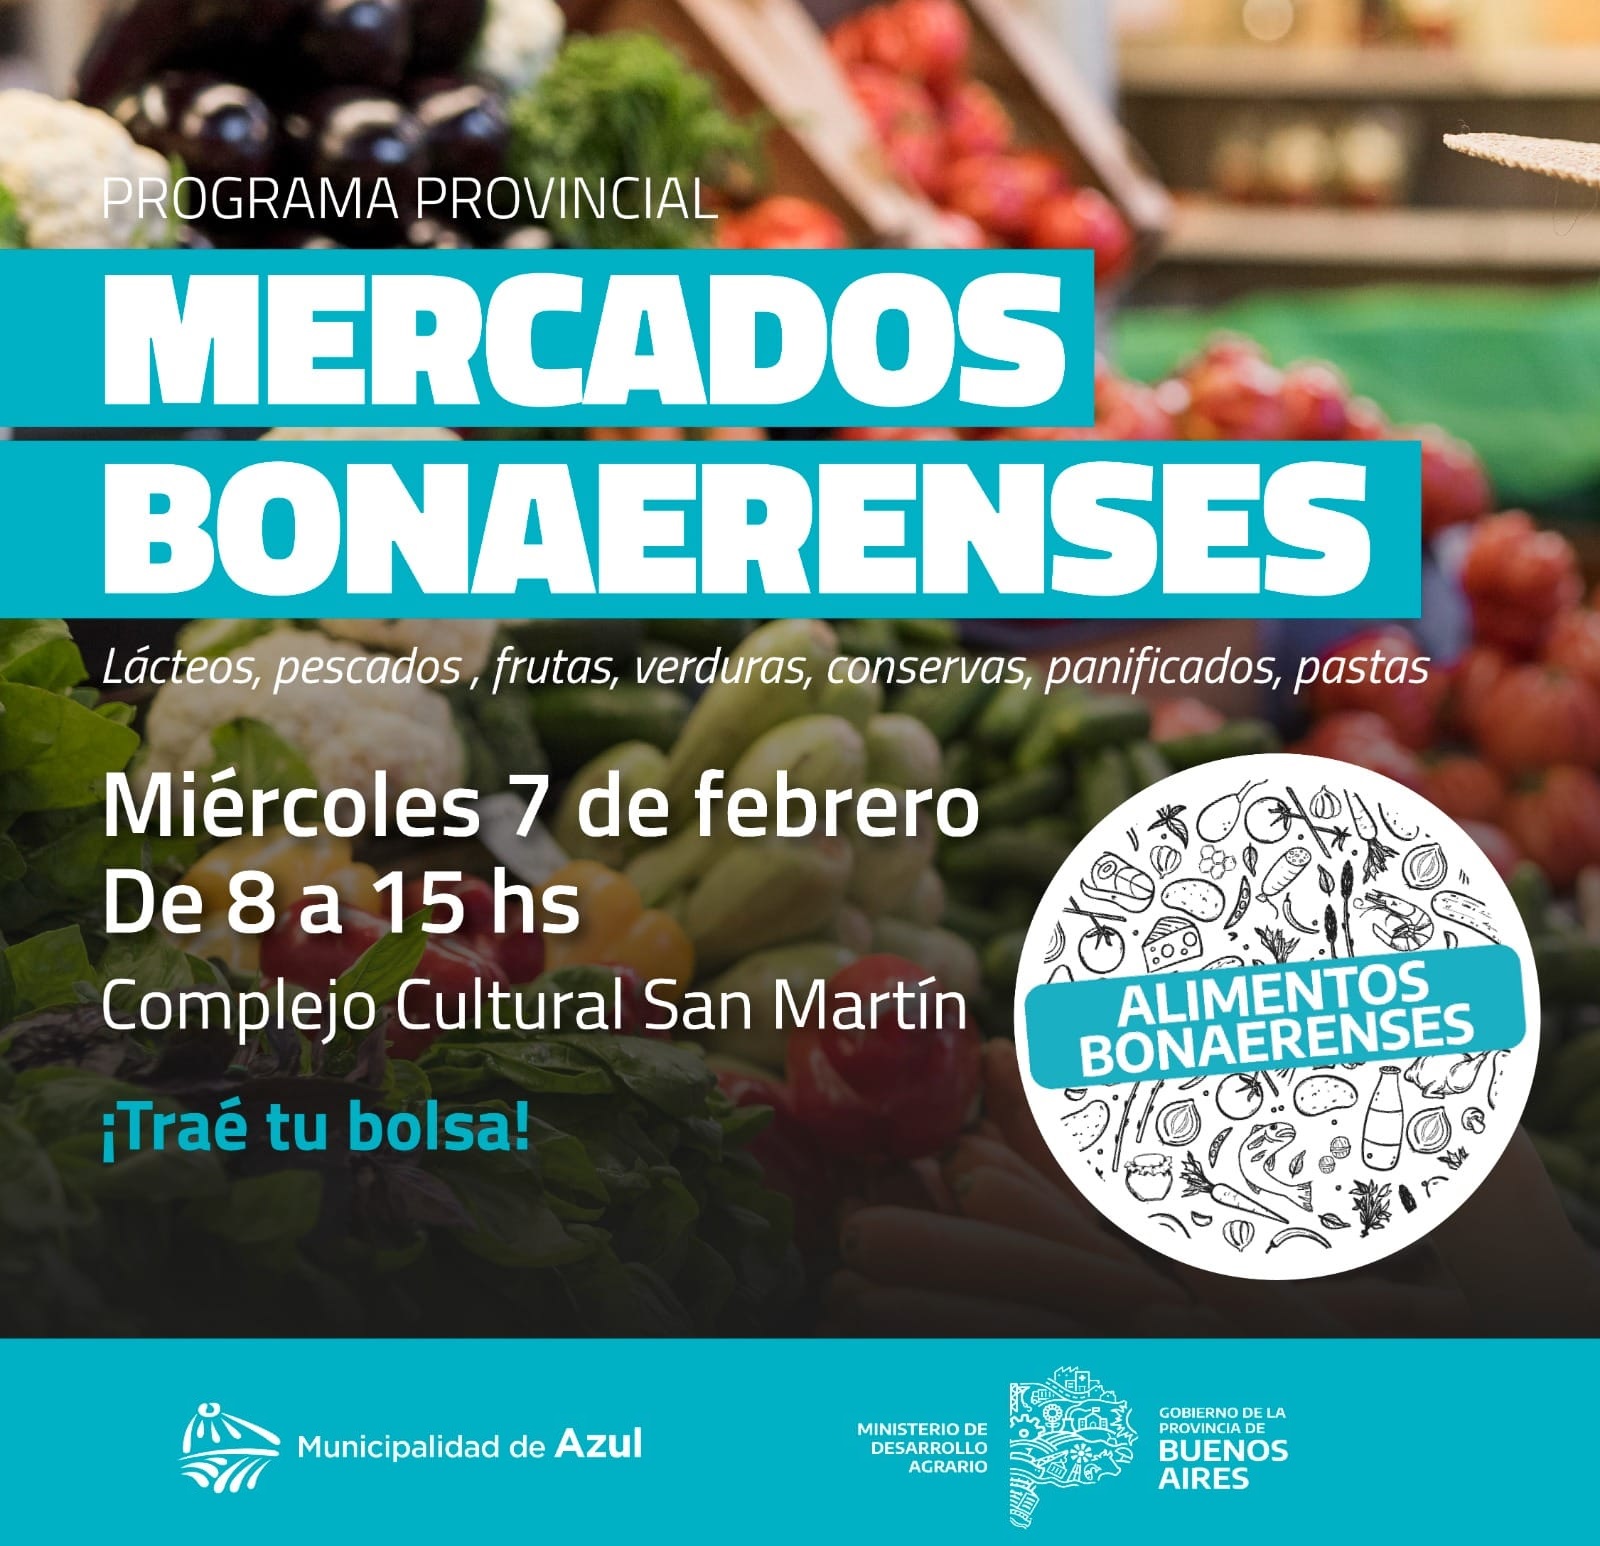 PROGRAMA PROVINCIAL
MERCADOS
BONAERENSES
Lácteos, pescados , frutas, verduras, conservas, panificados, pastas
Miércoles 7 de febrero
De 8 a 15 hs
Complejo Cultural San Martín
¡Traé tu bolsa!
ALIMENTOS
BONAERENSES
Municipalidad de Azul
MINISTERIO DE
DESARROLLO
AGRARIO
GOBIERNO DE LA
PROVINCIA DE
BUENOS
AIRES